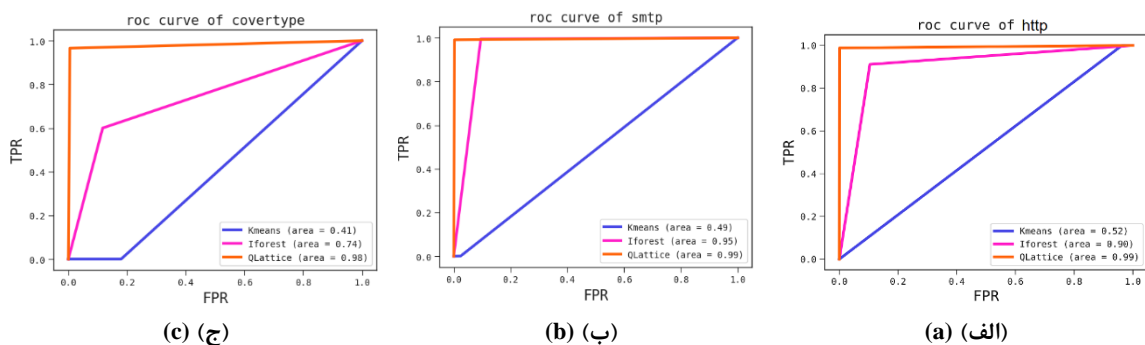 roc curve of covertype
TPR
1.0
0.8
0.6
0.4
0.2
0.0
Kmeans (area = 0.41)
Iforest (area = 0.74)
QLattice (area = 0.98)
0.0 0.2 0.4 0.6 0.8 1.0
FPR
(ج) (c)
roc curve of smtp
TPR
1.0
0.8
0.6
0.4
0.2
0.0
Kmeans (area = 0.49)
Iforest (area = 0.95)
QLattice (area = 0.99)
0.0 0.2 0.4 0.6 0.8 1.0
FPR
(ب) (b)
roc curve of http
TPR
1.0
0.8
0.6
0.4
0.2
0.0
Kmeans (area = 0.52)
Iforest (area = 0.90)
QLattice (area = 0.99)
0.0 0.2 0.4 0.6 0.8 1.0
FPR
(الف) (a)